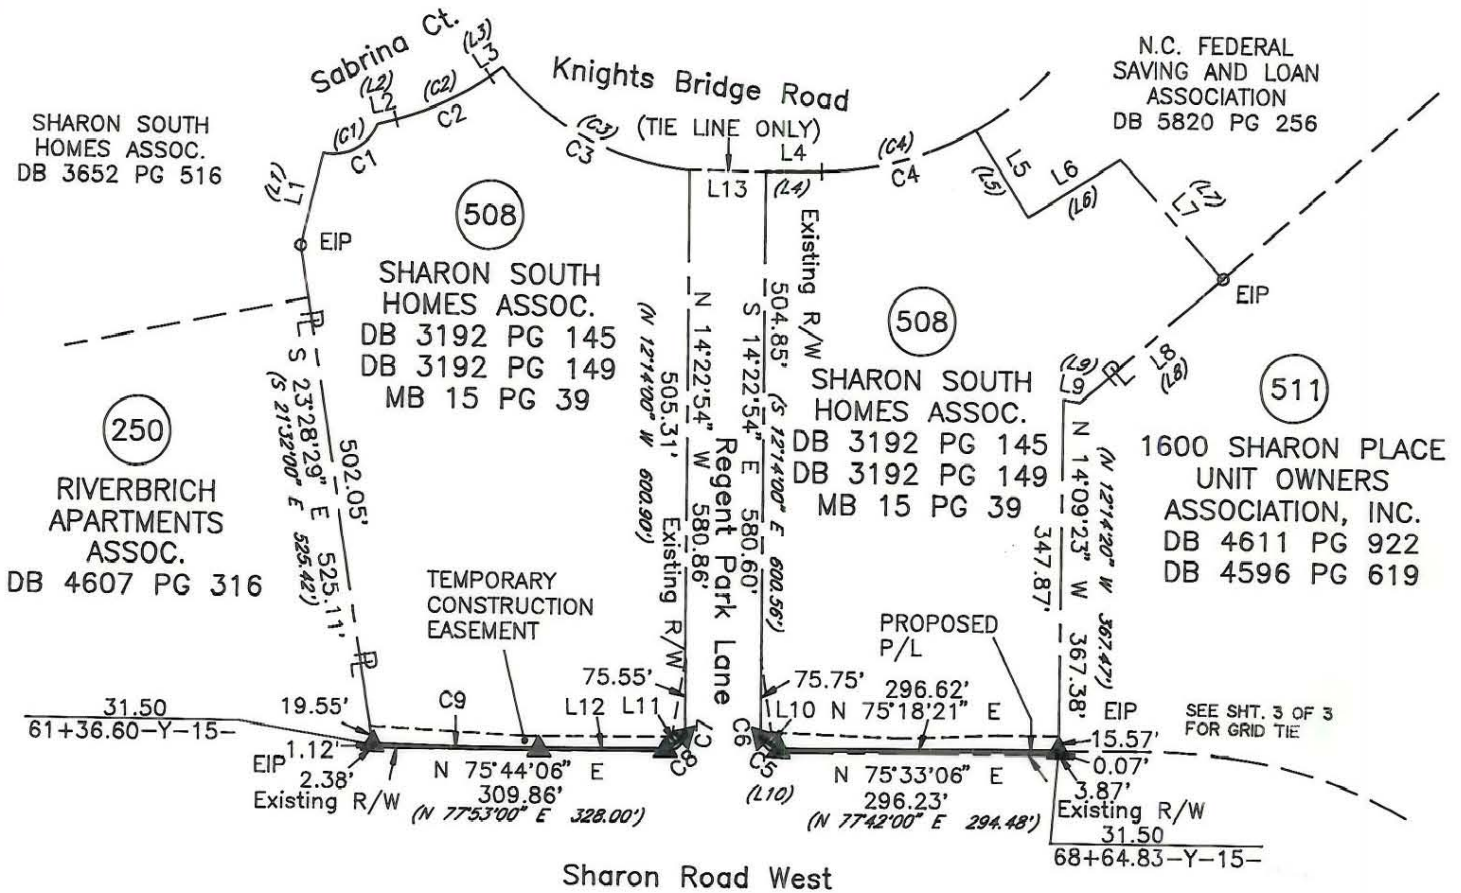 Sabrina Ct.
(L3)
L3
(L2)
L2
(C2)
C2
(C1)
C1
(L1)
L1
SHARON SOUTH
HOMES ASSOC.
DB 3652 PG 516
Knights Bridge Road
(TIE LINE ONLY)
(C3)
C3
L13
L4
(L4)
(C4)
C4
N.C. FEDERAL
SAVING AND LOAN
ASSOCIATION
DB 5820 PG 256
L5
(L5)
L6
(L6)
(L7)
L7
EIP
EIP
508
SHARON SOUTH
HOMES ASSOC.
DB 3192 PG 145
DB 3192 PG 149
MB 15 PG 39
Existing R/W
508
SHARON SOUTH
HOMES ASSOC.
DB 3192 PG 145
DB 3192 PG 149
MB 15 PG 39
(L9)
L9
PL
L8
(L8)
511
1600 SHARON PLACE
UNIT OWNERS
ASSOCIATION, INC.
DB 4611 PG 922
DB 4596 PG 619
250
RIVERBRICH
APARTMENTS
ASSOC.
DB 4607 PG 316
PL
S 23°28'29" E 525.11'
(S 21°32'00" E 525.42')
502.05'
PL
(N 12°14'00" W 600.90')
505.31' Existing R/W
N 14°22'54" W 580.86'
Regent Park Lane
S 14°22'54" E 580.60'
504.85'
(S 12°14'00" E 600.56')
N 14°09'23" W 367.38'
347.87'
(N 12°14'20" W 367.47')
TEMPORARY
CONSTRUCTION
EASEMENT
PROPOSED
P/L
31.50
61+36.60-Y-15-
19.55'
C9
L12
L11
75.55'
75.75'
296.62'
L10
N 75°18'21" E
EIP
15.57'
0.07'
3.87'
SEE SHT. 3 OF 3
FOR GRID TIE
C7
C8
C6
C5
(L10)
EIP
1.12'
2.38'
Existing R/W
N 75°44'06" E
309.86'
(N 77°53'00" E 328.00')
N 75°33'06" E
296.23'
(N 77°42'00" E 294.48')
Existing R/W
31.50
68+64.83-Y-15-
Sharon Road West